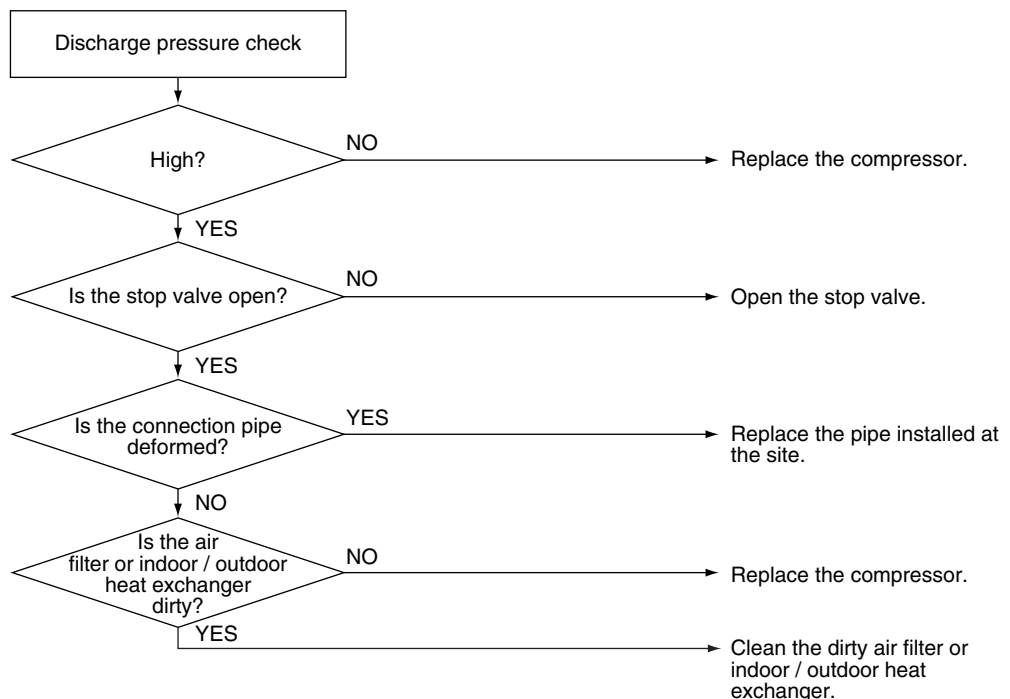 Discharge pressure check
High?
NO
Replace the compressor.
YES
Is the stop valve open?
NO
Open the stop valve.
YES
Is the connection pipe
deformed?
YES
Replace the pipe installed at
the site.
NO
Is the air
filter or indoor / outdoor
heat exchanger
dirty?
NO
Replace the compressor.
YES
Clean the dirty air filter or
indoor / outdoor heat
exchanger.